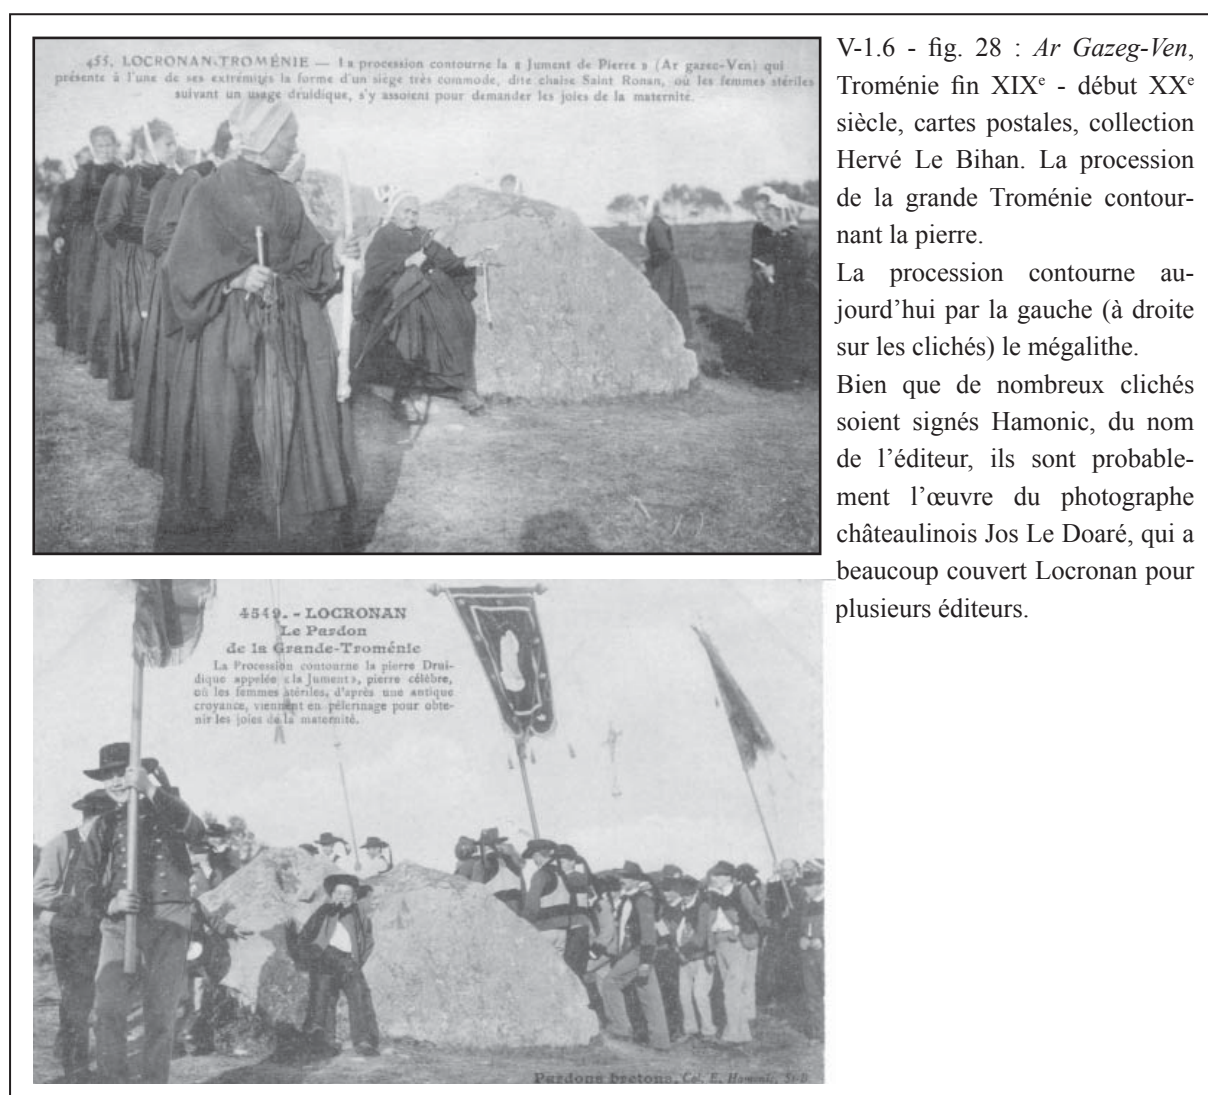 455. LOCRONAN-TROMÉNIE — La procession contourne la « Jument de Pierre » (Ar gazec-Ven) qui
présente à l'une de ses extrémités la forme d'un siège très commode, dite chaise Saint Ronan, où les femmes stériles
suivant un usage druidique, s'y assoient pour demander les joies de la maternité.
V-1.6 - fig. 28 : Ar Gazeg-Ven,
Troménie fin XIXe - début XXe
siècle, cartes postales, collection
Hervé Le Bihan. La procession
de la grande Troménie contour-
nant la pierre.
La procession contourne au-
jourd'hui par la gauche (à droite
sur les clichés) le mégalithe.
Bien que de nombreux clichés
soient signés Hamonic, du nom
de l'éditeur, ils sont probable-
ment l'œuvre du photographe
châteaulinois Jos Le Doaré, qui a
beaucoup couvert Locronan pour
plusieurs éditeurs.
4549. - LOCRONAN
Le Pardon
de la Grande-Troménie
La Procession contourne la pierre Drui-
dique appelée « la Jument », pierre célèbre,
où les femmes stériles, d'après une antique
croyance, viennent en pèlerinage pour obte-
nir les joies de la maternité.
Pardons bretons, Col. E. Hamonic, St-B.